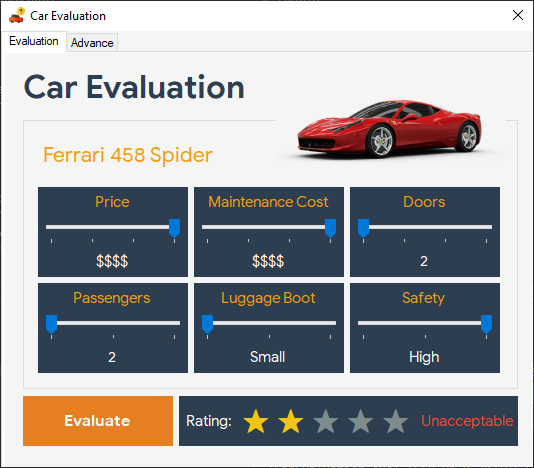 Car Evaluation
Evaluation Advance
Car Evaluation
Ferrari 458 Spider
Price Maintenance Cost Doors
$$$$ $$$$ 2
Passengers Luggage Boot Safety
2 Small High
Evaluate Rating: Unacceptable